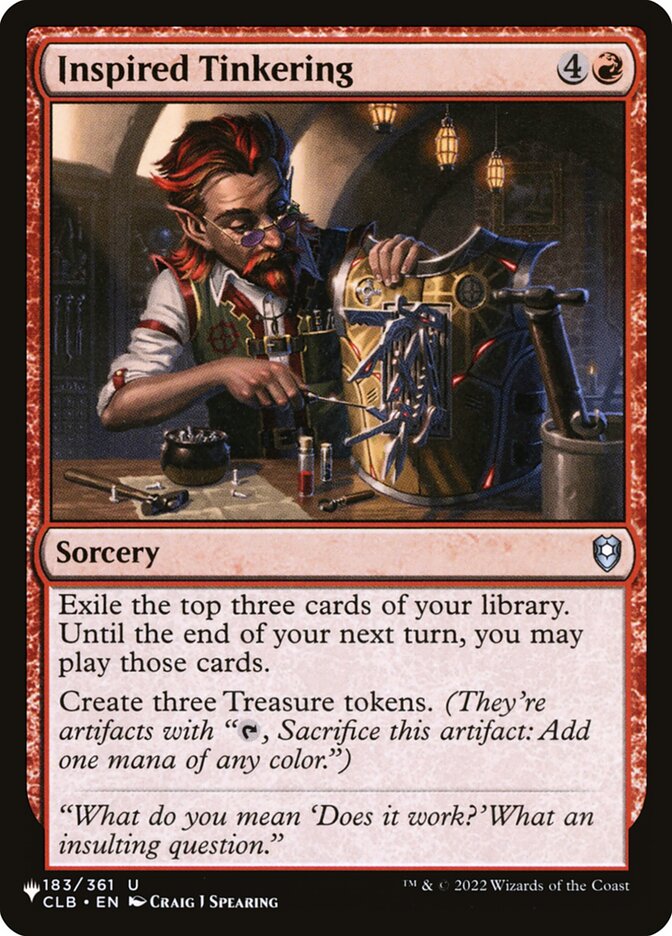 Inspired Tinkering 4
Sorcery
Exile the top three cards of your library.
Until the end of your next turn, you may
play those cards.
Create three Treasure tokens. (They're
artifacts with “, Sacrifice this artifact: Add
one mana of any color.”)
“What do you mean ‘Does it work?’ What an
insulting question.”
183/361 U
™ & © 2022 Wizards of the Coast
CLB • EN Craig J Spearing